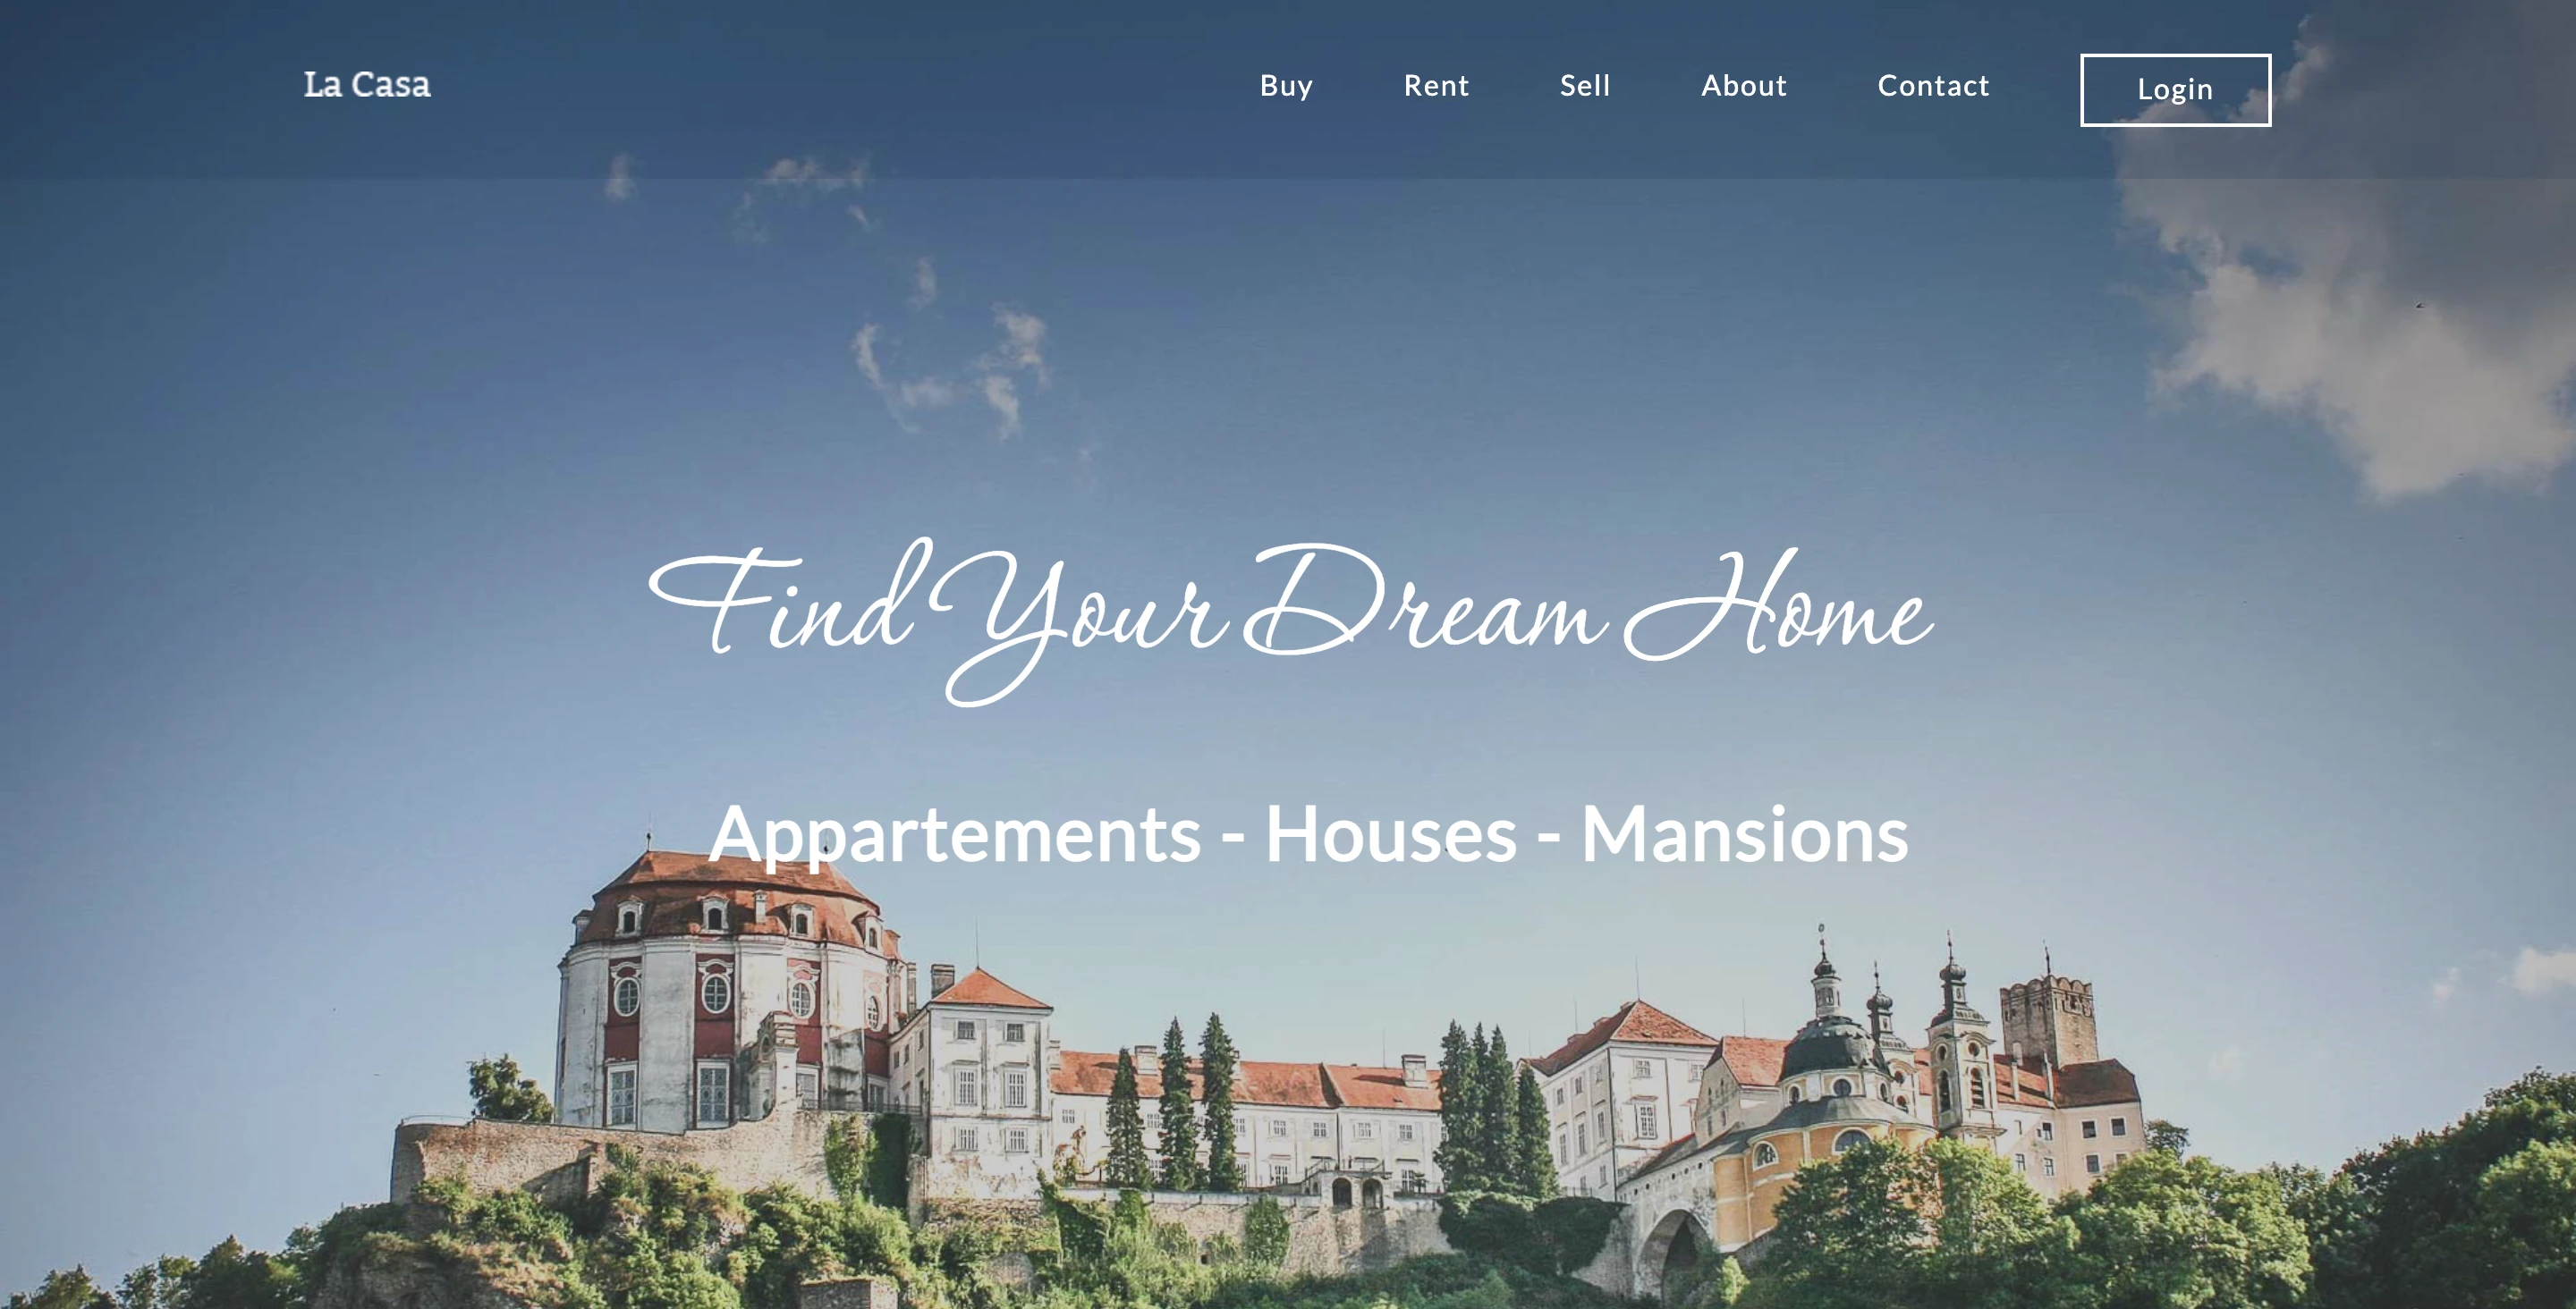 La Casa
Buy Rent Sell About Contact Login
Find Your Dream Home
Appartements - Houses - Mansions